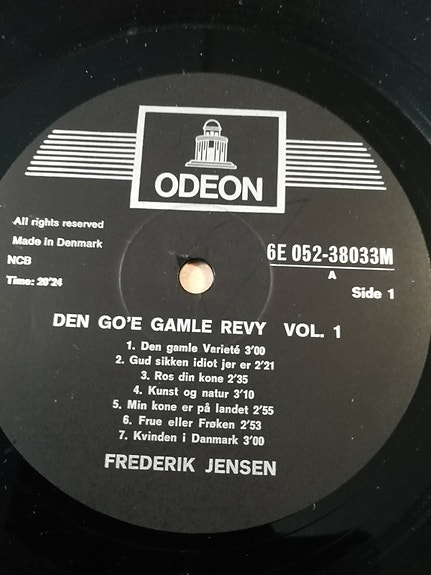 ODEON
All rights reserved
Made in Denmark
NCB
Time: 20'24
6E 052-38033M
A
Side 1
DEN GO'E GAMLE REVY VOL. 1
1. Den gamle Varieté 3'00
2. Gud sikken idiot jer er 2'21
3. Ros din kone 2'35
4. Kunst og natur 3'10
5. Min kone er på landet 2'55
6. Frue eller Frøken 2'53
7. Kvinden i Danmark 3'00
FREDERIK JENSEN